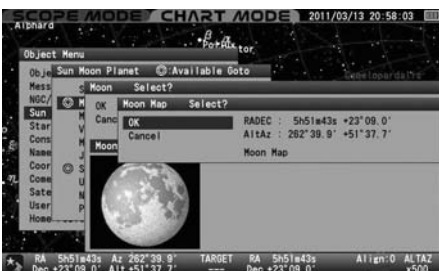 SCOPE MODE CHART MODE 2011/03/13 20:58:03
Alphard
Object Menu
Sun Moon Planet ◎:Available Goto
Obje
Mess
NGC/
Sun
Star
Cons
Name
Coor
Come
Sate
User
Home
Moon Select?
OK
Canc
Moon Map Select?
OK
Cancel
RADEC : 5h51m43s +23°09.0'
AltAz : 262°39.9' +51°37.7'
Moon Map
Moon
Camelopardalis
RA 5h51m43s Az 262°39.9' TARGET RA 5h51m43s Align:0 ALTAZ
Dec +23°09.0' Alt +51°37.7' --- Dec +23°09.0' x500